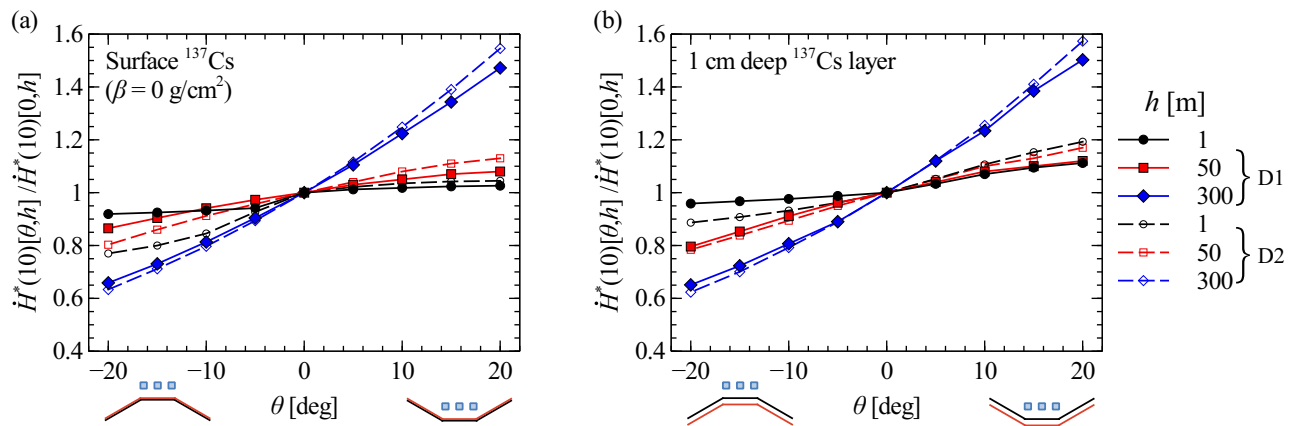 (a)
Ḣ*(10)[θ,h] / Ḣ*(10)[0,h]
1.6
1.4
1.2
1
0.8
0.6
0.4
Surface ¹³⁷Cs
(β = 0 g/cm²)
−20 −10 0 10 20
θ [deg]
(b)
Ḣ*(10)[θ,h] / Ḣ*(10)[0,h]
1.6
1.4
1.2
1
0.8
0.6
0.4
1 cm deep ¹³⁷Cs layer
−20 −10 0 10 20
θ [deg]
h [m]
1
50
300
D1
1
50
300
D2